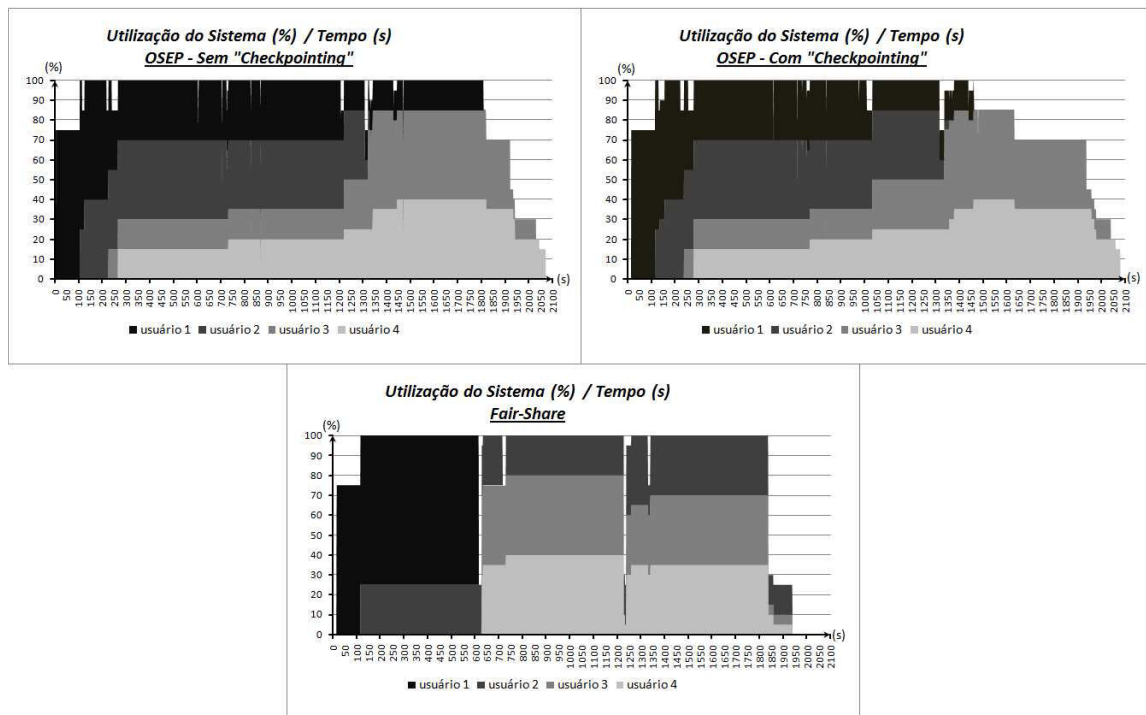 Utilização do Sistema (%) / Tempo (s)
OSEP - Sem "Checkpointing"
(%)
100
90
80
70
60
50
40
30
20
10
0
0 50 100 150 200 250 300 350 400 450 500 550 600 650 700 750 800 850 900 950 1000 1050 1100 1150 1200 1250 1300 1350 1400 1450 1500 1550 1600 1650 1700 1750 1800 1850 1900 1950 2000 2050 2100
(s)
usuário 1 usuário 2 usuário 3 usuário 4
Utilização do Sistema (%) / Tempo (s)
OSEP - Com "Checkpointing"
(%)
100
90
80
70
60
50
40
30
20
10
0
0 50 100 150 200 250 300 350 400 450 500 550 600 650 700 750 800 850 900 950 1000 1050 1100 1150 1200 1250 1300 1350 1400 1450 1500 1550 1600 1650 1700 1750 1800 1850 1900 1950 2000 2050 2100
(s)
usuário 1 usuário 2 usuário 3 usuário 4
Utilização do Sistema (%) / Tempo (s)
Fair-Share
(%)
100
90
80
70
60
50
40
30
20
10
0
0 50 100 150 200 250 300 350 400 450 500 550 600 650 700 750 800 850 900 950 1000 1050 1100 1150 1200 1250 1300 1350 1400 1450 1500 1550 1600 1650 1700 1750 1800 1850 1900 1950 2000 2050 2100
(s)
usuário 1 usuário 2 usuário 3 usuário 4